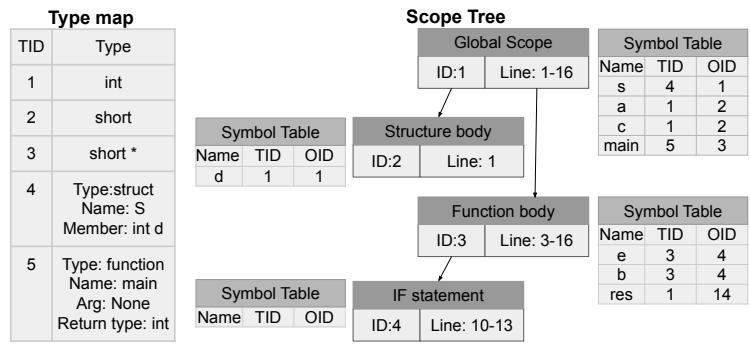 Type map
TID Type
1 int
2 short
3 short *
4 Type:struct
Name: S
Member: int d
5 Type: function
Name: main
Arg: None
Return type: int
Scope Tree
Global Scope
ID:1 Line: 1-16
Symbol Table
Name TID OID
s 4 1
a 1 2
c 1 2
main 5 3
Symbol Table
Name TID OID
d 1 1
Structure body
ID:2 Line: 1
Function body
ID:3 Line: 3-16
Symbol Table
Name TID OID
e 3 4
b 3 4
res 1 14
Symbol Table
Name TID OID
IF statement
ID:4 Line: 10-13